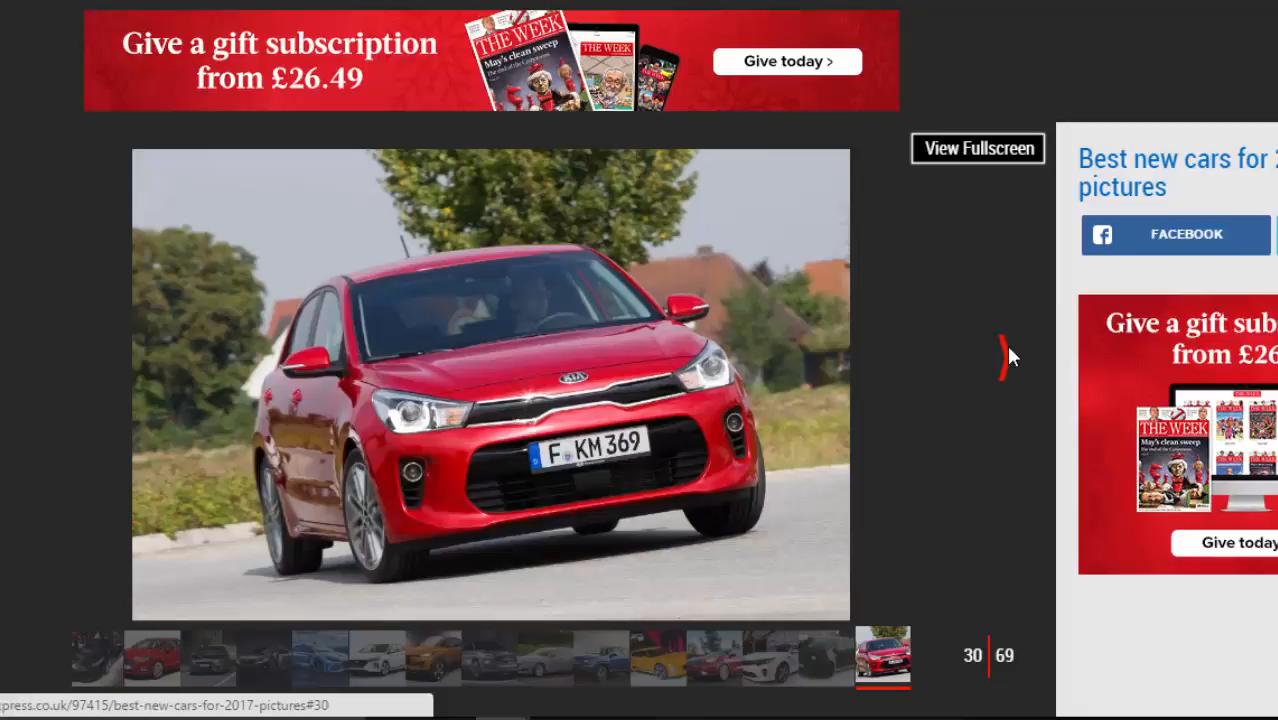 Give a gift subscription
from £26.49
THE WEEK
May's clean sweep
THE WEEK
Give today >
View Fullscreen
Best new cars for
pictures
FACEBOOK
KIA
F KM 369
Give a gift sub
from £26
THE WEEK
May's clean sweep
Give today
30 69
press.co.uk/97415/best-new-cars-for-2017-pictures#30